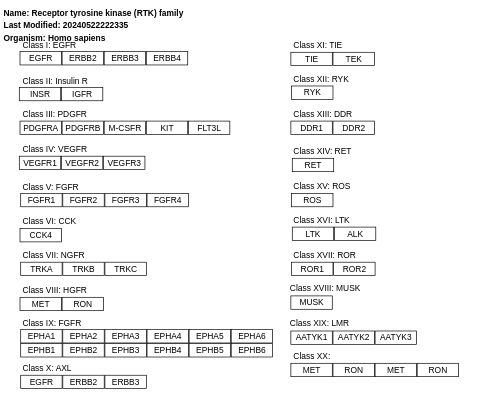 Name: Receptor tyrosine kinase (RTK) family
Last Modified: 20240522222335
Organism: Homo sapiens
Class I: EGFR
EGFR ERBB2 ERBB3 ERBB4
Class II: Insulin R
INSR IGFR
Class III: PDGFR
PDGFRA PDGFRB M-CSFR KIT FLT3L
Class IV: VEGFR
VEGFR1 VEGFR2 VEGFR3
Class V: FGFR
FGFR1 FGFR2 FGFR3 FGFR4
Class VI: CCK
CCK4
Class VII: NGFR
TRKA TRKB TRKC
Class VIII: HGFR
MET RON
Class IX: FGFR
EPHA1 EPHA2 EPHA3 EPHA4 EPHA5 EPHA6
EPHB1 EPHB2 EPHB3 EPHB4 EPHB5 EPHB6
Class X: AXL
EGFR ERBB2 ERBB3
Class XI: TIE
TIE TEK
Class XII: RYK
RYK
Class XIII: DDR
DDR1 DDR2
Class XIV: RET
RET
Class XV: ROS
ROS
Class XVI: LTK
LTK ALK
Class XVII: ROR
ROR1 ROR2
Class XVIII: MUSK
MUSK
Class XIX: LMR
AATYK1 AATYK2 AATYK3
Class XX:
MET RON MET RON